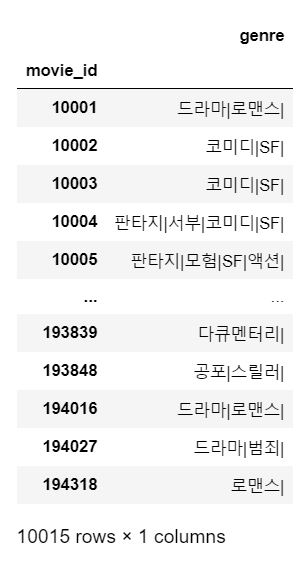 genre
movie_id
10001 드라마|로맨스|
10002 코미디|SF|
10003 코미디|SF|
10004 판타지|서부|코미디|SF|
10005 판타지|모험|SF|액션|
... ...
193839 다큐멘터리|
193848 공포|스릴러|
194016 드라마|로맨스|
194027 드라마|범죄|
194318 로맨스|
10015 rows × 1 columns